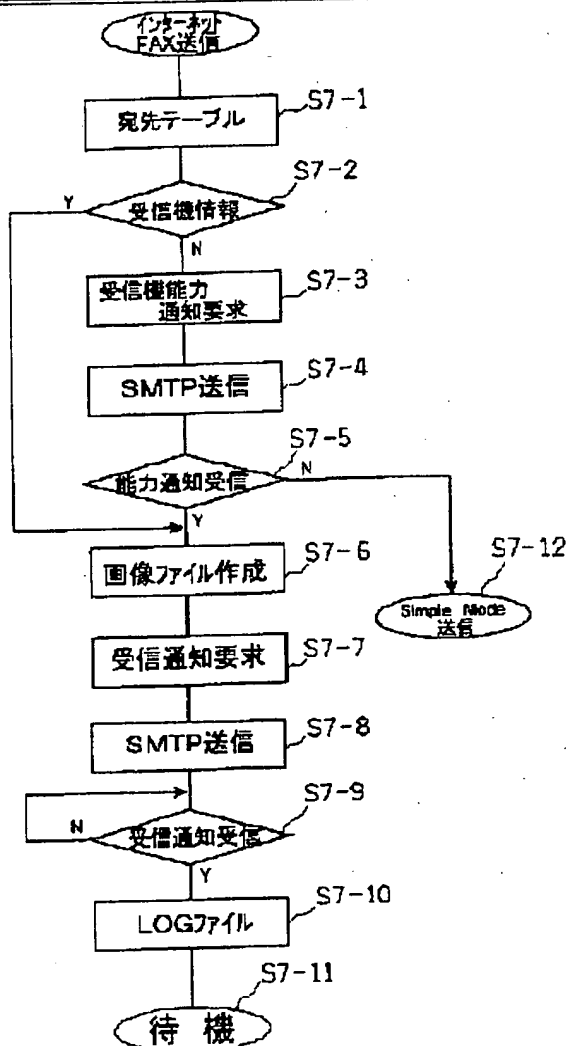 インターネット
FAX送信
宛先テーブル
S7-1
S7-2
Y
受信機情報
N
受信機能力
通知要求
S7-3
SMTP送信
S7-4
S7-5
能力通知受信
N
Y
画像ファイル作成
S7-6
S7-12
Simple Mode
送信
受信通知要求
S7-7
SMTP送信
S7-8
S7-9
N
受信通知受信
Y
LOGファイル
S7-10
S7-11
待機